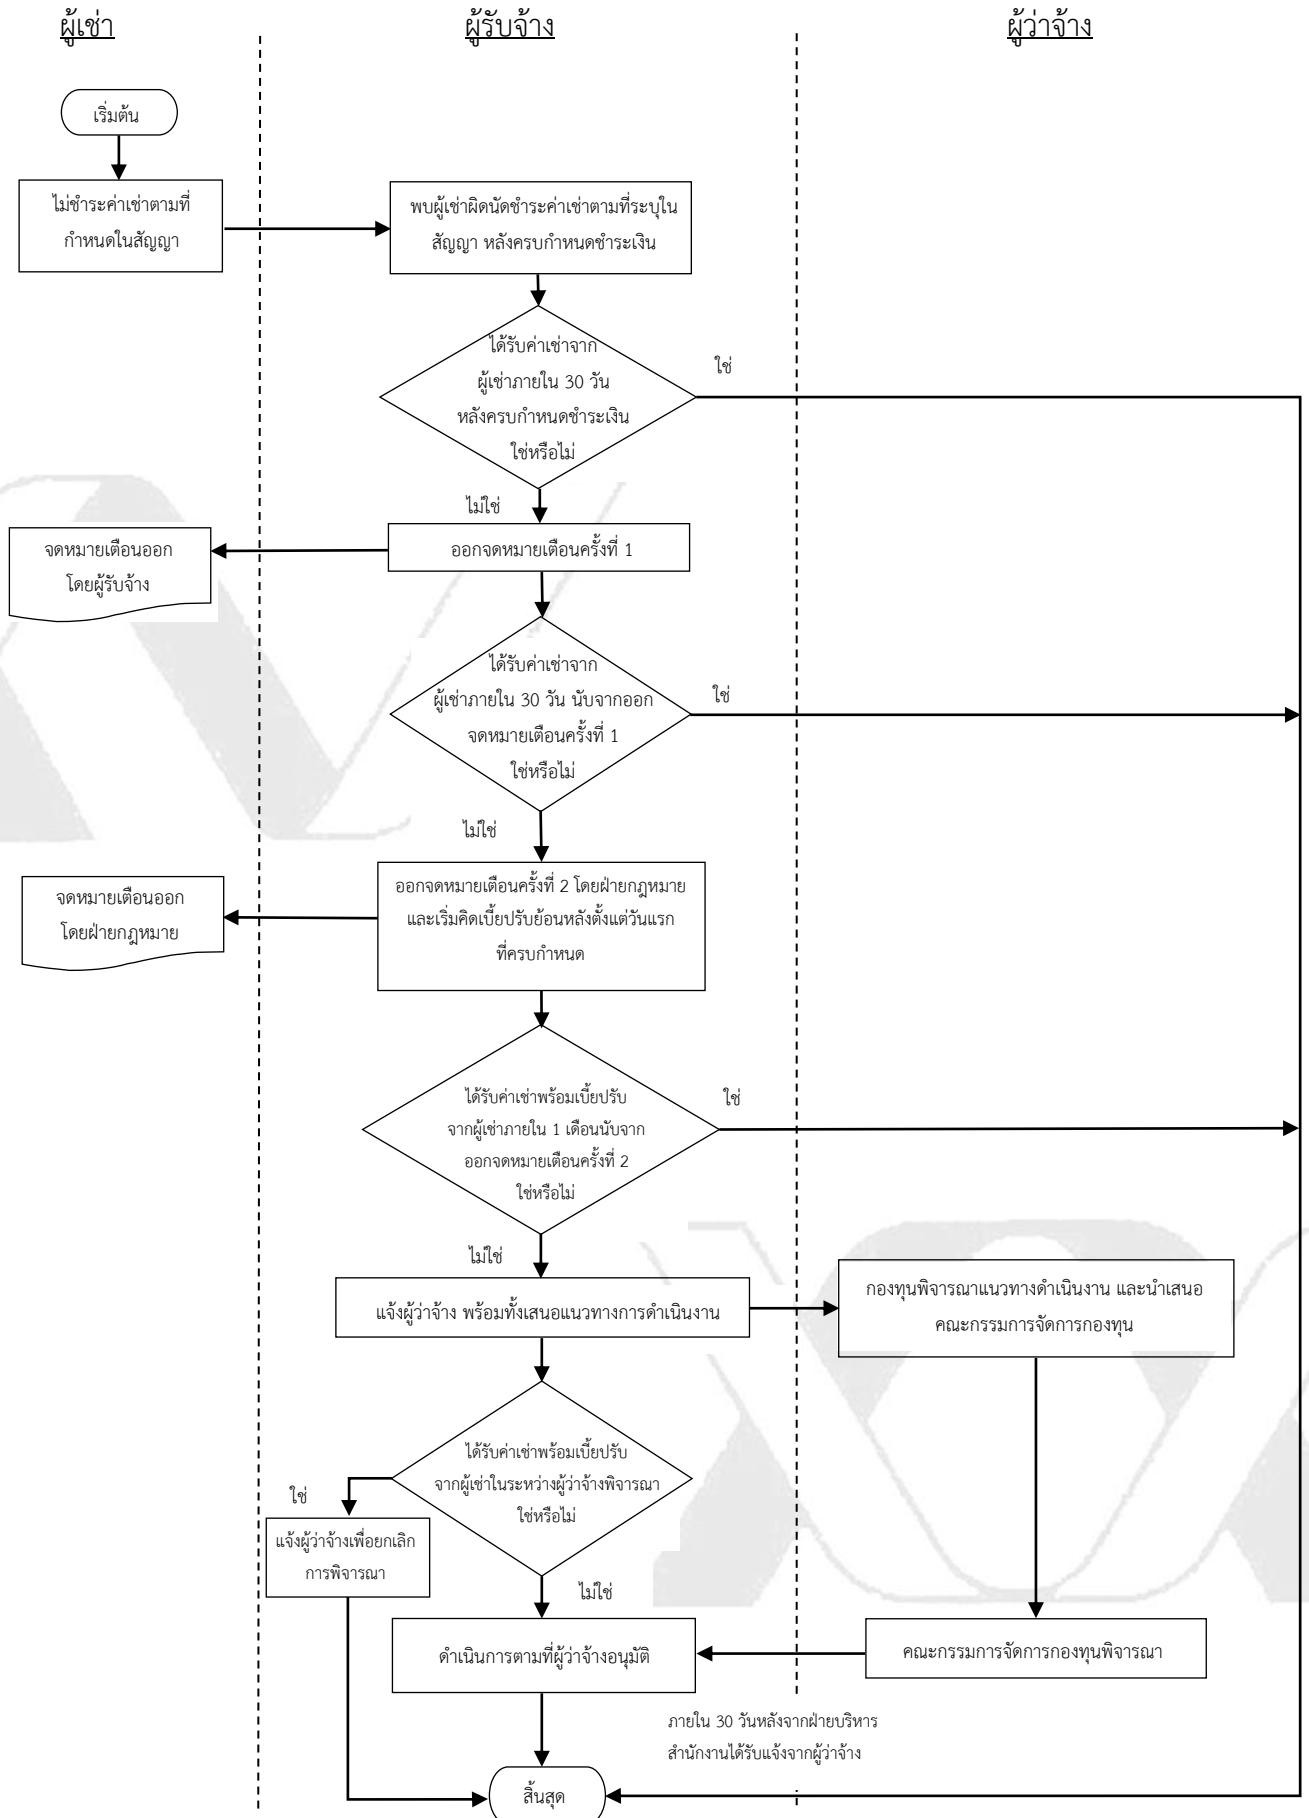 ผู้เช่า
ผู้รับจ้าง
ผู้ว่าจ้าง
เริ่มต้น
ไม่ชำระค่าเช่าตามที่
กำหนดในสัญญา
พบผู้เช่าผิดนัดชำระค่าเช่าตามที่ระบุใน
สัญญา หลังครบกำหนดชำระเงิน
ได้รับค่าเช่าจาก
ผู้เช่าภายใน 30 วัน
หลังครบกำหนดชำระเงิน
ใช่หรือไม่
ใช่
ไม่ใช่
ออกจดหมายเตือนครั้งที่ 1
จดหมายเตือนออก
โดยผู้รับจ้าง
ได้รับค่าเช่าจาก
ผู้เช่าภายใน 30 วัน นับจากออก
จดหมายเตือนครั้งที่ 1
ใช่หรือไม่
ใช่
ไม่ใช่
ออกจดหมายเตือนครั้งที่ 2 โดยฝ่ายกฎหมาย
และเริ่มคิดเบี้ยปรับย้อนหลังตั้งแต่วันแรก
ที่ครบกำหนด
จดหมายเตือนออก
โดยฝ่ายกฎหมาย
ได้รับค่าเช่าพร้อมเบี้ยปรับ
จากผู้เช่าภายใน 1 เดือนนับจาก
ออกจดหมายเตือนครั้งที่ 2
ใช่หรือไม่
ใช่
ไม่ใช่
แจ้งผู้ว่าจ้าง พร้อมทั้งเสนอแนวทางการดำเนินงาน
กองทุนพิจารณาแนวทางดำเนินงาน และนำเสนอ
คณะกรรมการจัดการกองทุน
ได้รับค่าเช่าพร้อมเบี้ยปรับ
จากผู้เช่าในระหว่างผู้ว่าจ้างพิจารณา
ใช่หรือไม่
ใช่
แจ้งผู้ว่าจ้างเพื่อยกเลิก
การพิจารณา
ไม่ใช่
ดำเนินการตามที่ผู้ว่าจ้างอนุมัติ
คณะกรรมการจัดการกองทุนพิจารณา
ภายใน 30 วันหลังจากฝ่ายบริหาร
สำนักงานได้รับแจ้งจากผู้ว่าจ้าง
สิ้นสุด